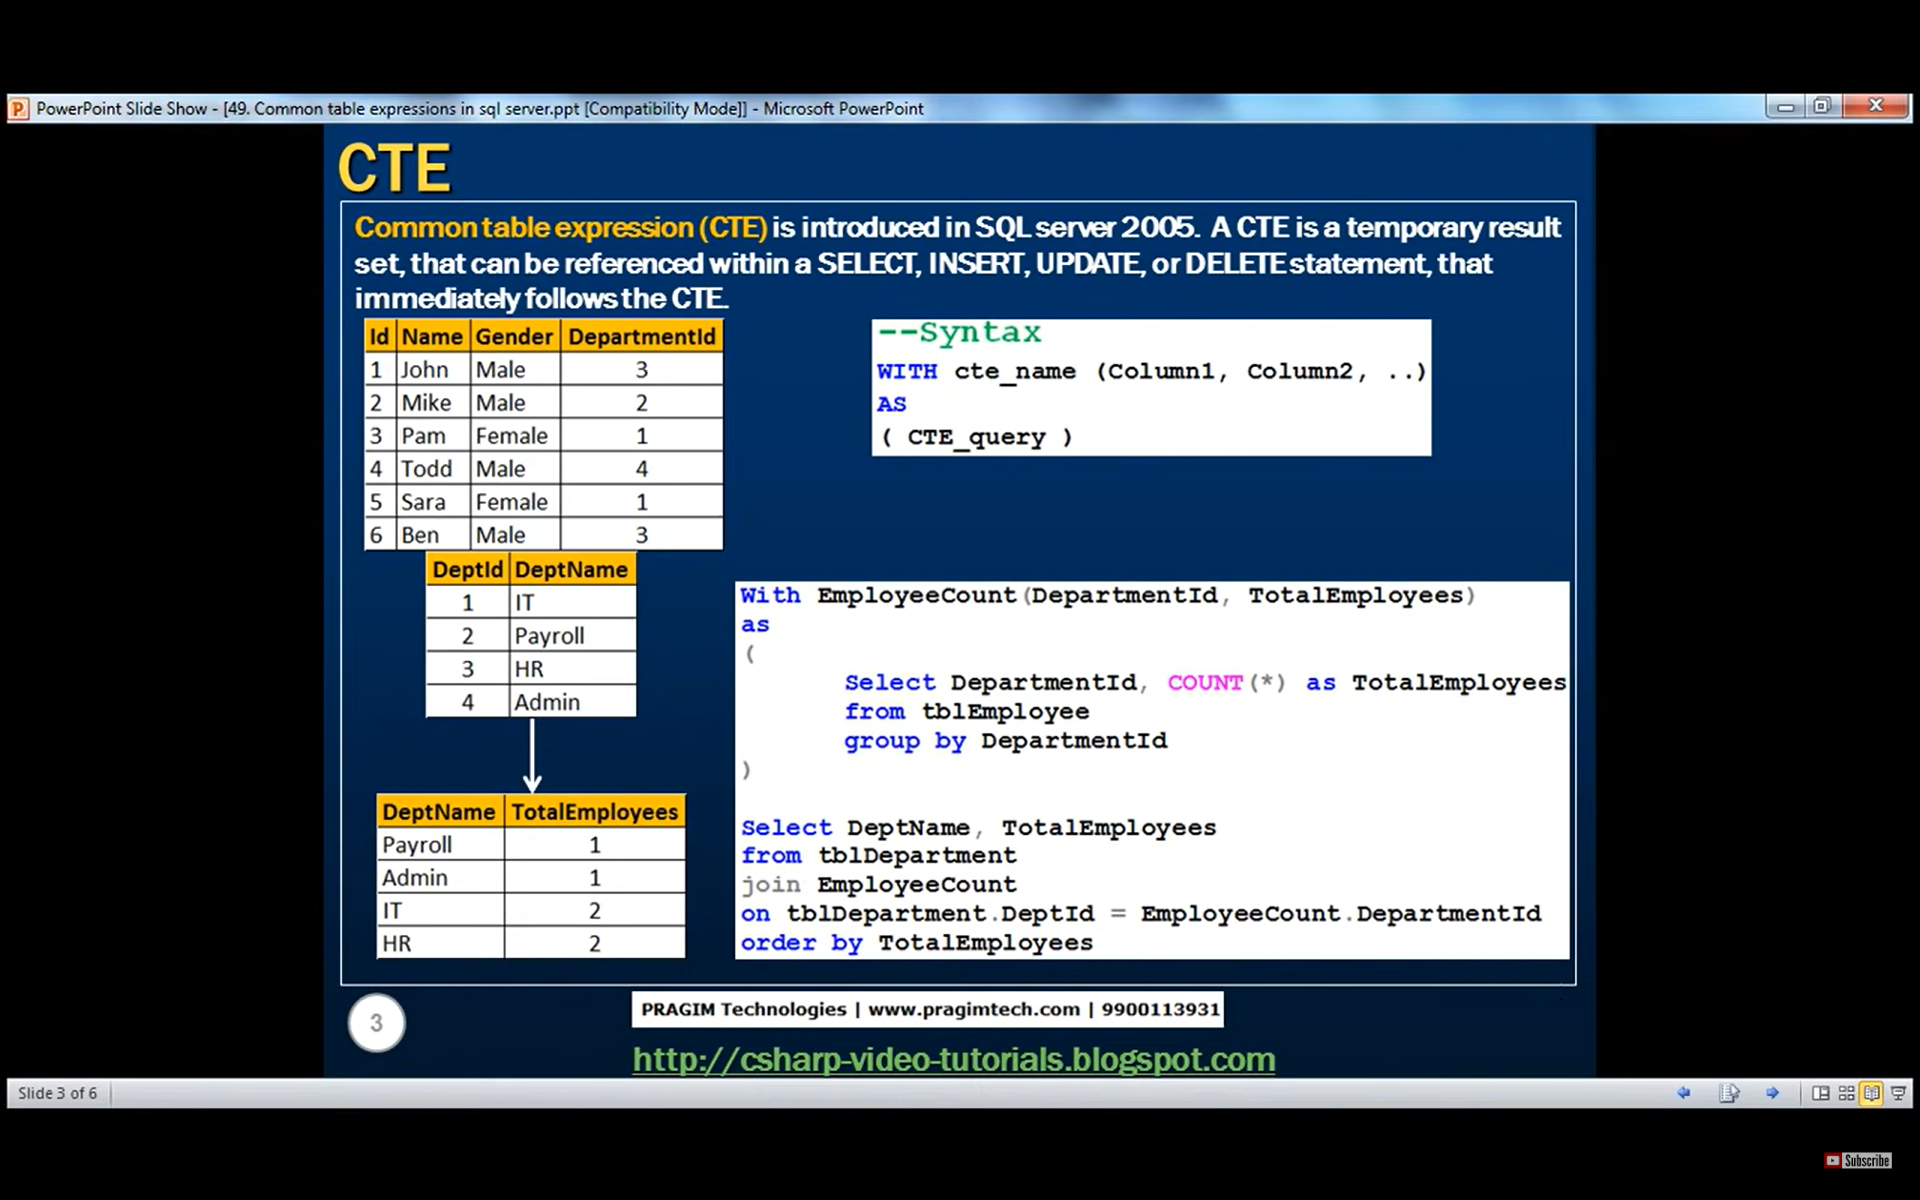 PowerPoint Slide Show - [49. Common table expressions in sql server.ppt [Compatibility Mode]] - Microsoft PowerPoint
CTE
Common table expression (CTE) is introduced in SQL server 2005. A CTE is a temporary result
set, that can be referenced within a SELECT, INSERT, UPDATE, or DELETE statement, that
immediately follows the CTE.
Id Name Gender DepartmentId
1 John Male 3
2 Mike Male 2
3 Pam Female 1
4 Todd Male 4
5 Sara Female 1
6 Ben Male 3
--Syntax
WITH cte_name (Column1, Column2, ..)
AS
( CTE_query )
DeptId DeptName
1 IT
2 Payroll
3 HR
4 Admin
DeptName TotalEmployees
Payroll 1
Admin 1
IT 2
HR 2
With EmployeeCount(DepartmentId, TotalEmployees)
as
(
Select DepartmentId, COUNT(*) as TotalEmployees
from tblEmployee
group by DepartmentId
)
Select DeptName, TotalEmployees
from tblDepartment
join EmployeeCount
on tblDepartment.DeptId = EmployeeCount.DepartmentId
order by TotalEmployees
3
PRAGIM Technologies | www.pragimtech.com | 9900113931
http://csharp-video-tutorials.blogspot.com
Slide 3 of 6
Subscribe